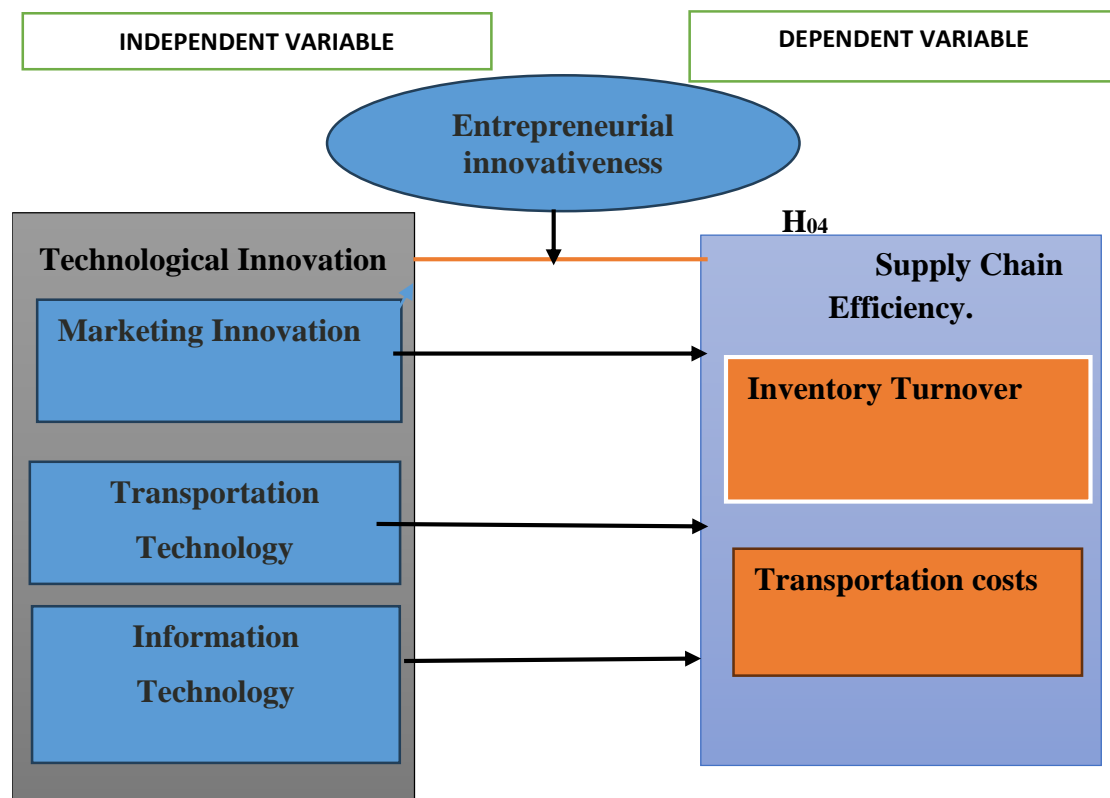 INDEPENDENT VARIABLE
DEPENDENT VARIABLE
Entrepreneurial
innovativeness
H04
Technological Innovation
Marketing Innovation
Transportation
Technology
Information
Technology
Supply Chain
Efficiency.
Inventory Turnover
Transportation costs